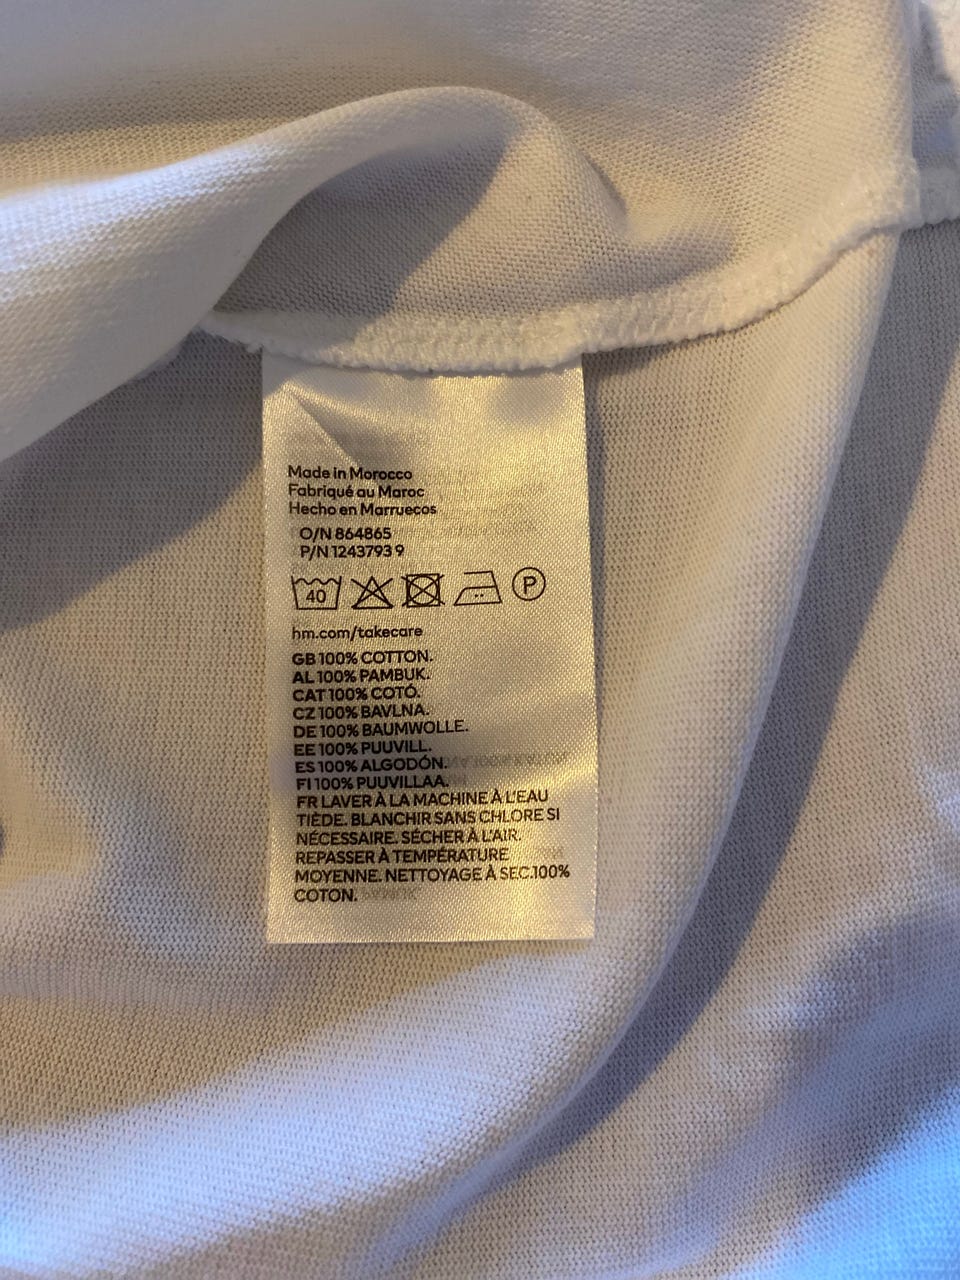 Made in Morocco
Fabriqué au Maroc
Hecho en Marruecos
O/N 864865
P/N 1243793 9
40 P
hm.com/takecare
GB 100% COTTON.
AL 100% PAMBUK.
CAT 100% COTÓ.
CZ 100% BAVLNA.
DE 100% BAUMWOLLE.
EE 100% PUUVILL.
ES 100% ALGODÓN.
FI 100% PUUVILLAA.
FR LAVER À LA MACHINE À L'EAU
TIÈDE. BLANCHIR SANS CHLORE SI
NÉCESSAIRE. SÉCHER À L'AIR.
REPASSER À TEMPÉRATURE
MOYENNE. NETTOYAGE À SEC.100%
COTON.